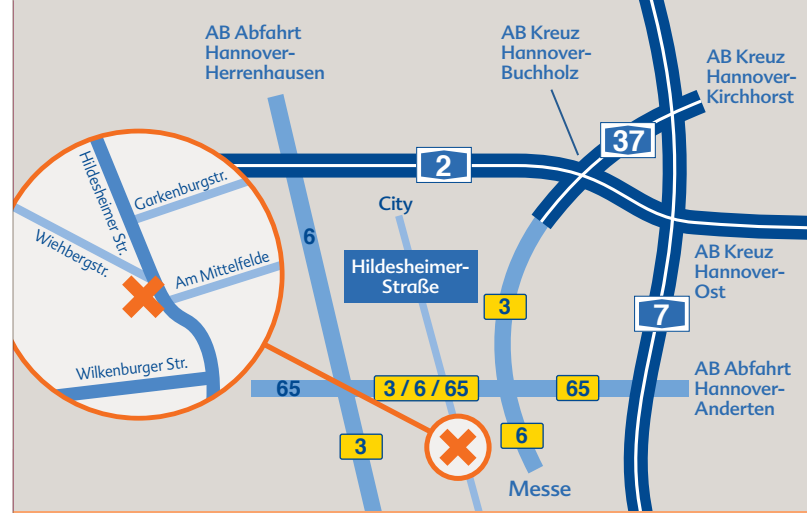 AB Abfahrt
Hannover-
Herrenhausen
AB Kreuz
Hannover-
Buchholz
AB Kreuz
Hannover-
Kirchhorst
37
2
Hildesheimer Str.
Garkenburgstr.
Wiehbergstr.
Am Mittelfelde
Wilkenburger Str.
City
6
Hildesheimer-
Straße
AB Kreuz
Hannover-
Ost
3
7
65
3 / 6 / 65
65
AB Abfahrt
Hannover-
Anderten
3
6
Messe